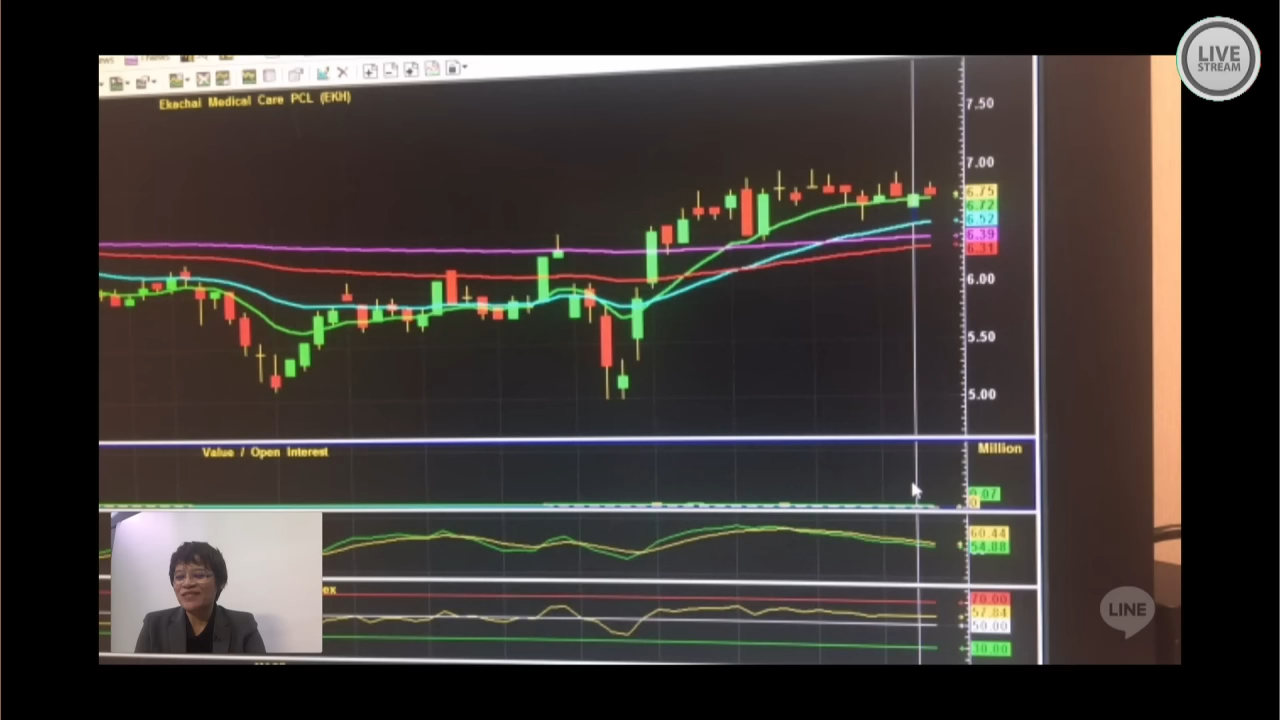 LIVE
STREAM
Ekachai Medical Care PCL (EKH)
7.50
7.00
6.75
6.72
6.52
6.39
6.31
6.00
5.50
5.00
Value / Open Interest
Million
60.44
54.88
70.00
57.84
50.00
30.00
LINE